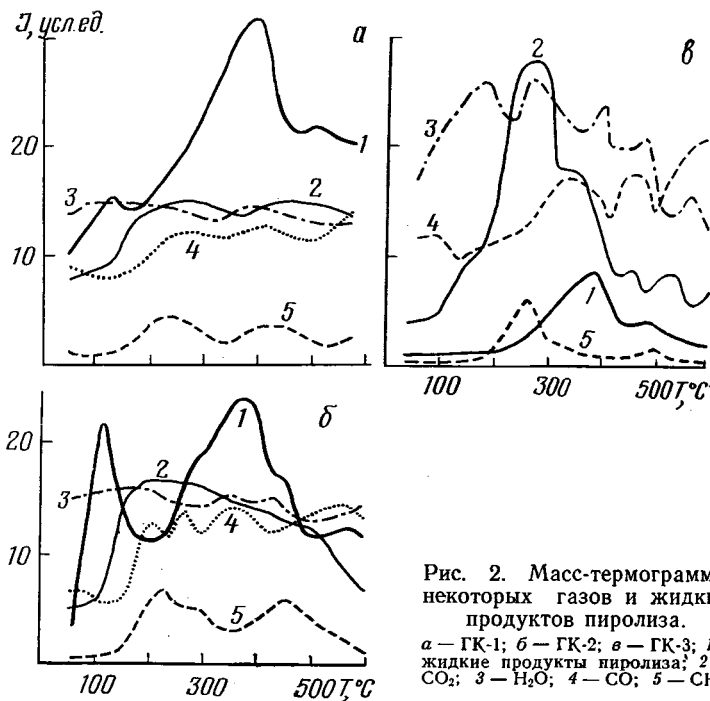 Э, усл.ед.
а
20
10
1
2
3
4
5
в
2
3
4
1
5
100
300
500 Т,°С
б
20
10
1
2
3
4
5
100
300
500 Т,°С
Рис. 2. Масс-термограмм
некоторых газов и жидки
продуктов пиролиза.
а — ГК-1; б — ГК-2; в — ГК-3;
жидкие продукты пиролиза; 2
CO₂; 3 — H₂O; 4 — CO; 5 — CH